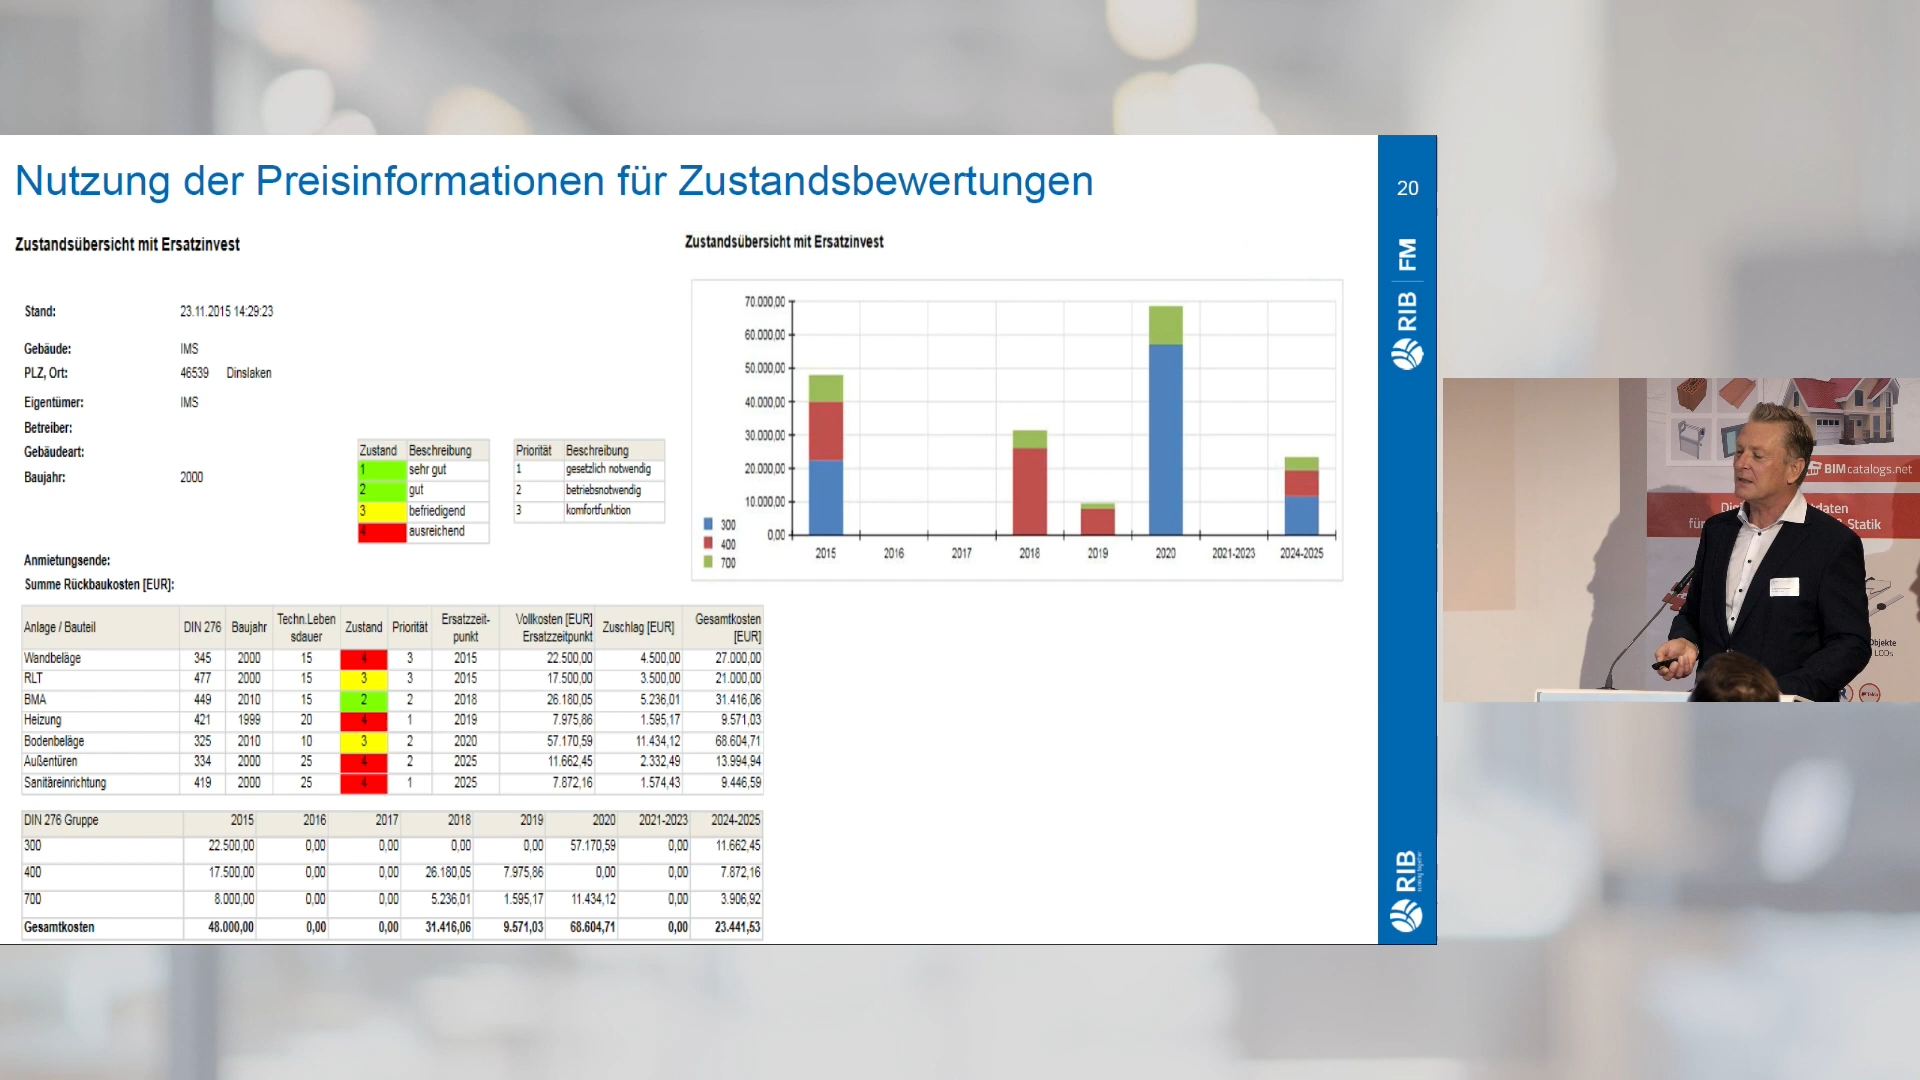 Nutzung der Preisinformationen für Zustandsbewertungen
20
RIB FM
Zustandsübersicht mit Ersatzinvest
Stand: 23.11.2015 14:29:23
Gebäude: IMS
PLZ, Ort: 46539 Dinslaken
Eigentümer: IMS
Betreiber:
Gebäudeart:
Baujahr: 2000
Zustand Beschreibung
1 sehr gut
2 gut
3 befriedigend
4 ausreichend
Priorität Beschreibung
1 gesetzlich notwendig
2 betriebsnotwendig
3 komfortfunktion
Anmietungsende:
Summe Rückbaukosten [EUR]:
Zustandsübersicht mit Ersatzinvest
70.000,00
60.000,00
50.000,00
40.000,00
30.000,00
20.000,00
10.000,00
0,00
300
400
700
2015 2016 2017 2018 2019 2020 2021-2023 2024-2025
Anlage / Bauteil DIN 276 Baujahr Techn.Lebensdauer Zustand Priorität Ersatzzeit-punkt Vollkosten [EUR] Ersatzzeitpunkt Zuschlag [EUR] Gesamtkosten [EUR]
Wandbeläge 345 2000 15 4 3 2015 22.500,00 4.500,00 27.000,00
RLT 477 2000 15 3 3 2015 17.500,00 3.500,00 21.000,00
BMA 449 2010 15 2 2 2018 26.180,05 5.236,01 31.416,06
Heizung 421 1999 20 4 1 2019 7.975,86 1.595,17 9.571,03
Bodenbeläge 325 2010 10 3 2 2020 57.170,59 11.434,12 68.604,71
Außentüren 334 2000 25 4 2 2025 11.662,45 2.332,49 13.994,94
Sanitäreinrichtung 419 2000 25 4 1 2025 7.872,16 1.574,43 9.446,59
DIN 276 Gruppe 2015 2016 2017 2018 2019 2020 2021-2023 2024-2025
300 22.500,00 0,00 0,00 0,00 0,00 57.170,59 0,00 11.662,45
400 17.500,00 0,00 0,00 26.180,05 7.975,86 0,00 0,00 7.872,16
700 8.000,00 0,00 0,00 5.236,01 1.595,17 11.434,12 0,00 3.906,92
Gesamtkosten 48.000,00 0,00 0,00 31.416,06 9.571,03 68.604,71 0,00 23.441,53
RIB
BIMcatalogs.net
daten
Statik
Objekte
LCOs